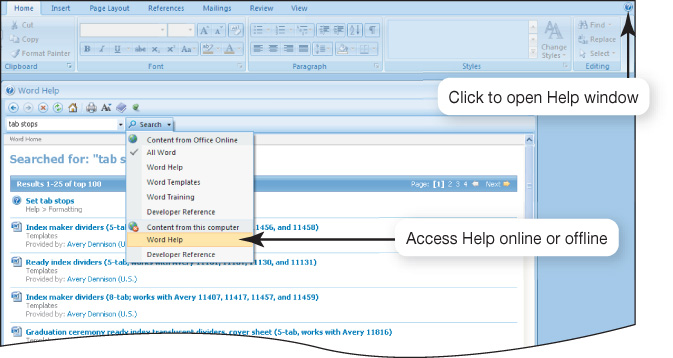 Home Insert Page Layout References Mailings Review View
Cut
Copy
Format Painter
Clipboard
Font
Paragraph
Change Styles
Styles
Find
Replace
Select
Editing
Click to open Help window
Word Help
tab stops
Search
Word Home
Searched for: "tab s
Results 1-25 of top 100 Page: [1] 2 3 4 Next
Content from Office Online
All Word
Word Help
Word Templates
Word Training
Developer Reference
Content from this computer
Word Help
Developer Reference
Access Help online or offline
Set tab stops
Help > Formatting
Index maker dividers (5-tab, 11456, and 11458)
Templates
Provided by: Avery Dennison (U.S.)
Ready index dividers (5-tab, works with Avery 11130, and 11131)
Templates
Provided by: Avery Dennison (U.S.)
Index maker dividers (8-tab; works with Avery 11407, 11417, 11457, and 11459)
Templates
Provided by: Avery Dennison (U.S.)
Graduation ceremony ready index translucent dividers, cover sheet (5-tab, works with Avery 11816)
Templates